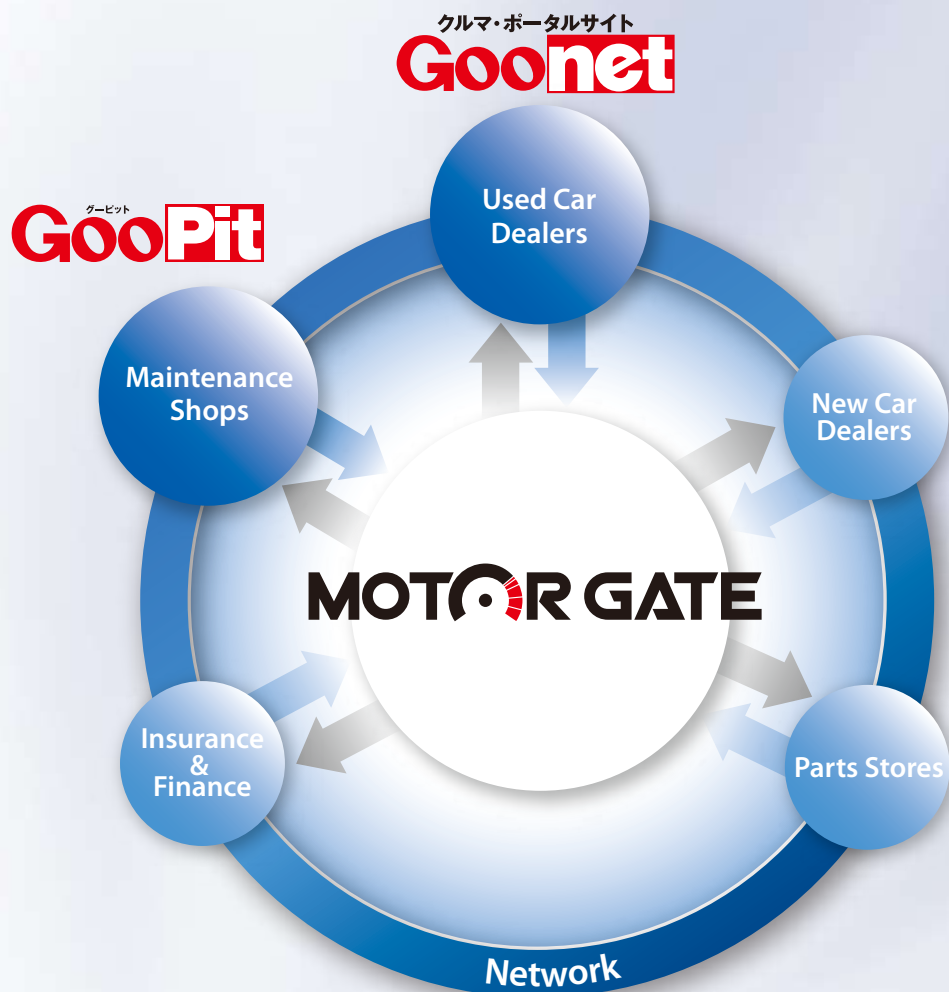 クルマ・ポータルサイト
Goonet
Used Car
Dealers
グーピット
GooPit
Maintenance
Shops
New Car
Dealers
MOTOR GATE
Insurance
&
Finance
Parts Stores
Network